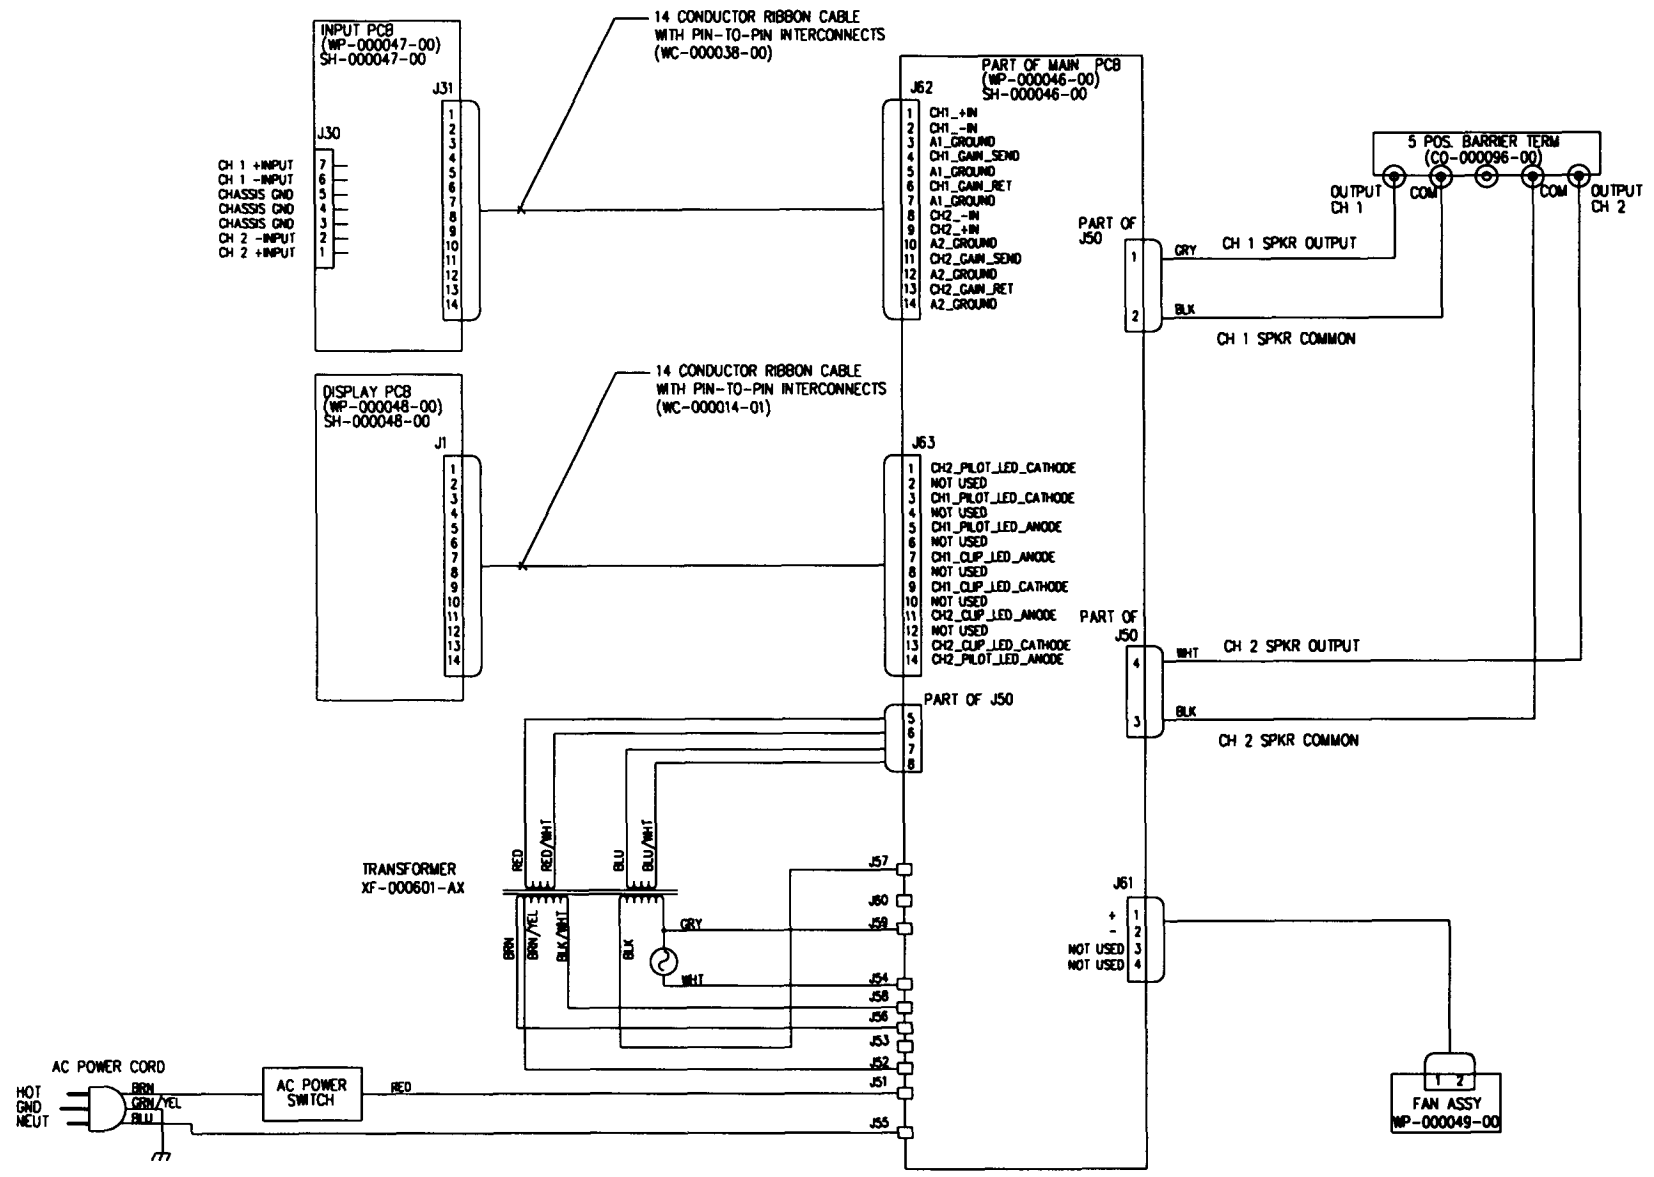 14 CONDUCTOR RIBBON CABLE
WITH PIN-TO-PIN INTERCONNECTS
(WC-000038-00)
INPUT PCB
(WP-000047-00)
SH-000047-00
J31
1
2
3
4
5
6
7
8
9
10
11
12
13
14
J30
CH 1 +INPUT 7
CH 1 -INPUT 6
CHASSIS GND 5
CHASSIS GND 4
CHASSIS GND 3
CH 2 -INPUT 2
CH 2 +INPUT 1
PART OF MAIN PCB
(WP-000046-00)
SH-000046-00
J62
1 CH1_+IN
2 CH1_-IN
3 A1_GROUND
4 CH1_GAIN_SEND
5 A1_GROUND
6 CH1_GAIN_RET
7 A1_GROUND
8 CH2_-IN
9 CH2_+IN
10 A2_GROUND
11 CH2_GAIN_SEND
12 A2_GROUND
13 CH2_GAIN_RET
14 A2_GROUND
5 POS. BARRIER TERM
(CO-000096-00)
OUTPUT
CH 1
COM
COM
OUTPUT
CH 2
PART OF
J50
1 GRY CH 1 SPKR OUTPUT
2 BLK
CH 1 SPKR COMMON
14 CONDUCTOR RIBBON CABLE
WITH PIN-TO-PIN INTERCONNECTS
(WC-000014-01)
DISPLAY PCB
(WP-000048-00)
SH-000048-00
J1
1
2
3
4
5
6
7
8
9
10
11
12
13
14
J63
1 CH2_PILOT_LED_CATHODE
2 NOT USED
3 CH1_PILOT_LED_CATHODE
4 NOT USED
5 CH1_PILOT_LED_ANODE
6 NOT USED
7 CH1_CLIP_LED_ANODE
8 NOT USED
9 CH1_CLIP_LED_CATHODE
10 NOT USED
11 CH2_CLIP_LED_ANODE
12 NOT USED
13 CH2_CLIP_LED_CATHODE
14 CH2_PILOT_LED_ANODE
PART OF
J50
4 WHT CH 2 SPKR OUTPUT
3 BLK
CH 2 SPKR COMMON
PART OF J50
5
6
7
8
RED
RED/WHT
BLU
BLU/WHT
TRANSFORMER
XF-000601-AX
BRN
BRN/YEL
BLK/WHT
BLK
GRY
WHT
J57
J60
J59
J54
J58
J56
J53
J52
J51
J55
J61
+ 1
- 2
NOT USED 3
NOT USED 4
1 2
FAN ASSY
WP-000049-00
AC POWER CORD
HOT
GND
NEUT
BRN
GRN/YEL
BLU
AC POWER
SWITCH
RED